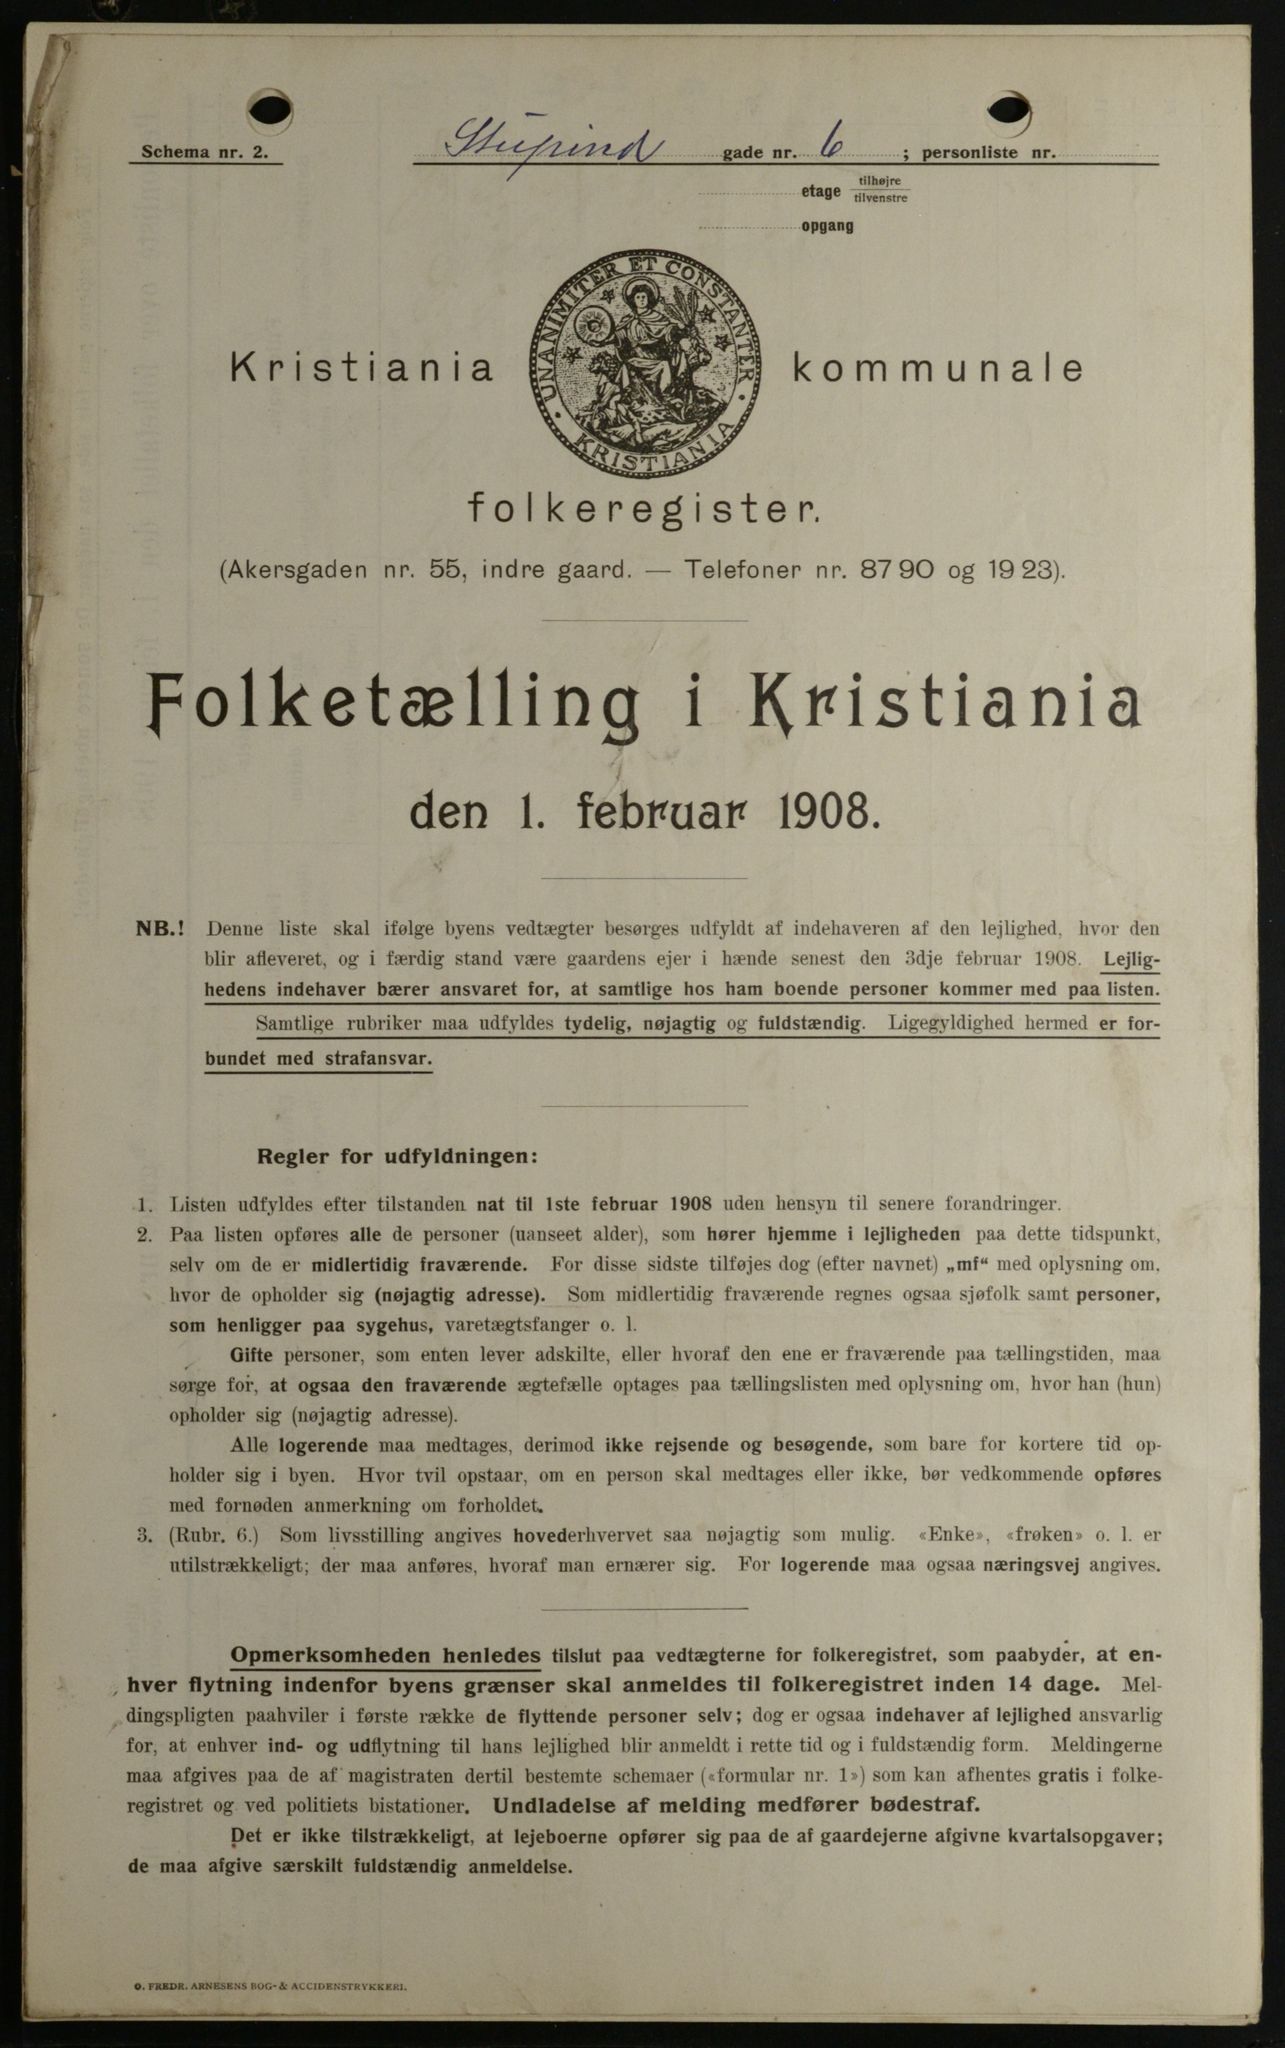 Schema nr. 2.
gade nr. 6 ; personliste nr.
etage tilhøjre
tilvenstre
opgang
UNANIMITER ET CONSTANTER
KRISTIANIA
Kristiania kommunale
folkeregister.
(Akersgaden nr. 55, indre gaard. — Telefoner nr. 87 90 og 19 23).
Folketælling i Kristiania
den 1. februar 1908.
NB.! Denne liste skal ifølge byens vedtægter besørges udfyldt af indehaveren af den lejlighed, hvor den
blir afleveret, og i færdig stand være gaardens ejer i hænde senest den 3dje februar 1908. Lejlig-
hedens indehaver bærer ansvaret for, at samtlige hos ham boende personer kommer med paa listen.
Samtlige rubriker maa udfyldes tydelig, nøjagtig og fuldstændig. Ligegyldighed hermed er for-
bundet med strafansvar.
Regler for udfyldningen:
1. Listen udfyldes efter tilstanden nat til 1ste februar 1908 uden hensyn til senere forandringer.
2. Paa listen opføres alle de personer (uanseet alder), som hører hjemme i lejligheden paa dette tidspunkt,
selv om de er midlertidig fraværende. For disse sidste tilføjes dog (efter navnet) „mf“ med oplysning om,
hvor de opholder sig (nøjagtig adresse). Som midlertidig fraværende regnes ogsaa sjøfolk samt personer,
som henligger paa sygehus, varetægtsfanger o. l.
Gifte personer, som enten lever adskilte, eller hvoraf den ene er fraværende paa tællingstiden, maa
sørge for, at ogsaa den fraværende ægtefælle optages paa tællingslisten med oplysning om, hvor han (hun)
opholder sig (nøjagtig adresse).
Alle logerende maa medtages, derimod ikke rejsende og besøgende, som bare for kortere tid op-
holder sig i byen. Hvor tvil opstaar, om en person skal medtages eller ikke, bør vedkommende opføres
med fornøden anmerkning om forholdet.
3. (Rubr. 6.) Som livsstilling angives hovederhvervet saa nøjagtig som mulig. «Enke», «frøken» o. l. er
utilstrækkeligt; der maa anføres, hvoraf man ernærer sig. For logerende maa ogsaa næringsvej angives.
Opmerksomheden henledes tilslut paa vedtægterne for folkeregistret, som paabyder, at en-
hver flytning indenfor byens grænser skal anmeldes til folkeregistret inden 14 dage. Mel-
dingspligten paahviler i første række de flyttende personer selv; dog er ogsaa indehaver af lejlighed ansvarlig
for, at enhver ind- og udflytning til hans lejlighed blir anmeldt i rette tid og i fuldstændig form. Meldingerne
maa afgives paa de af magistraten dertil bestemte schemaer («formular nr. 1») som kan afhentes gratis i folke-
registret og ved politiets bistationer. Undladelse af melding medfører bødestraf.
Det er ikke tilstrækkeligt, at lejeboerne opfører sig paa de af gaardejerne afgivne kvartalsopgaver;
de maa afgive særskilt fuldstændig anmeldelse.
O. FREDR. ARNESENS BOG- & ACCIDENSTRYKKERI.